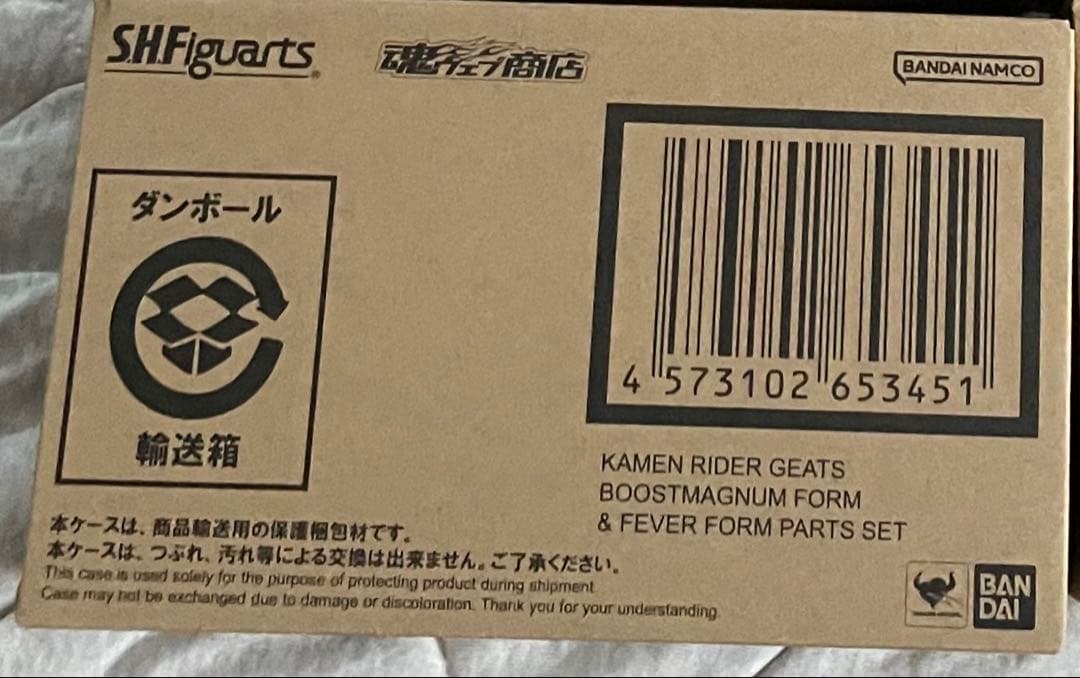 S.H.Figuarts
魂ウェブ商店
BANDAI NAMCO
ダンボール
輸送箱
4 573102 653451
KAMEN RIDER GEATS
BOOSTMAGNUM FORM
& FEVER FORM PARTS SET
本ケースは、商品輸送用の保護梱包材です。
本ケースは、つぶれ、汚れ等による交換は出来ません。ご了承ください。
This case is used solely for the purpose of protecting product during shipment
Case may not be exchanged due to damage or discoloration. Thank you for your understanding.
BAN
DAI